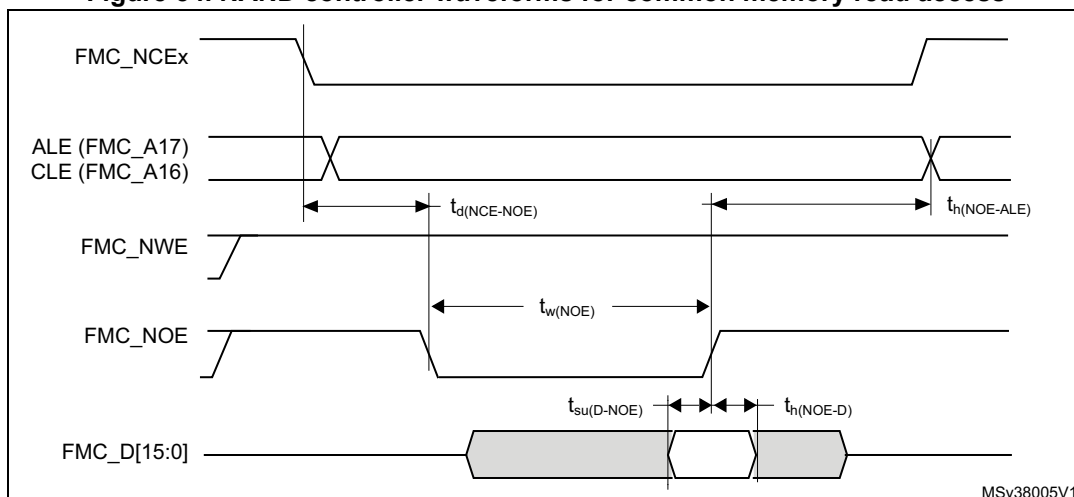 FMC_NCEx
ALE (FMC_A17)
CLE (FMC_A16)
td(NCE-NOE)
th(NOE-ALE)
FMC_NWE
tw(NOE)
FMC_NOE
tsu(D-NOE)
th(NOE-D)
FMC_D[15:0]
MSv38005V1